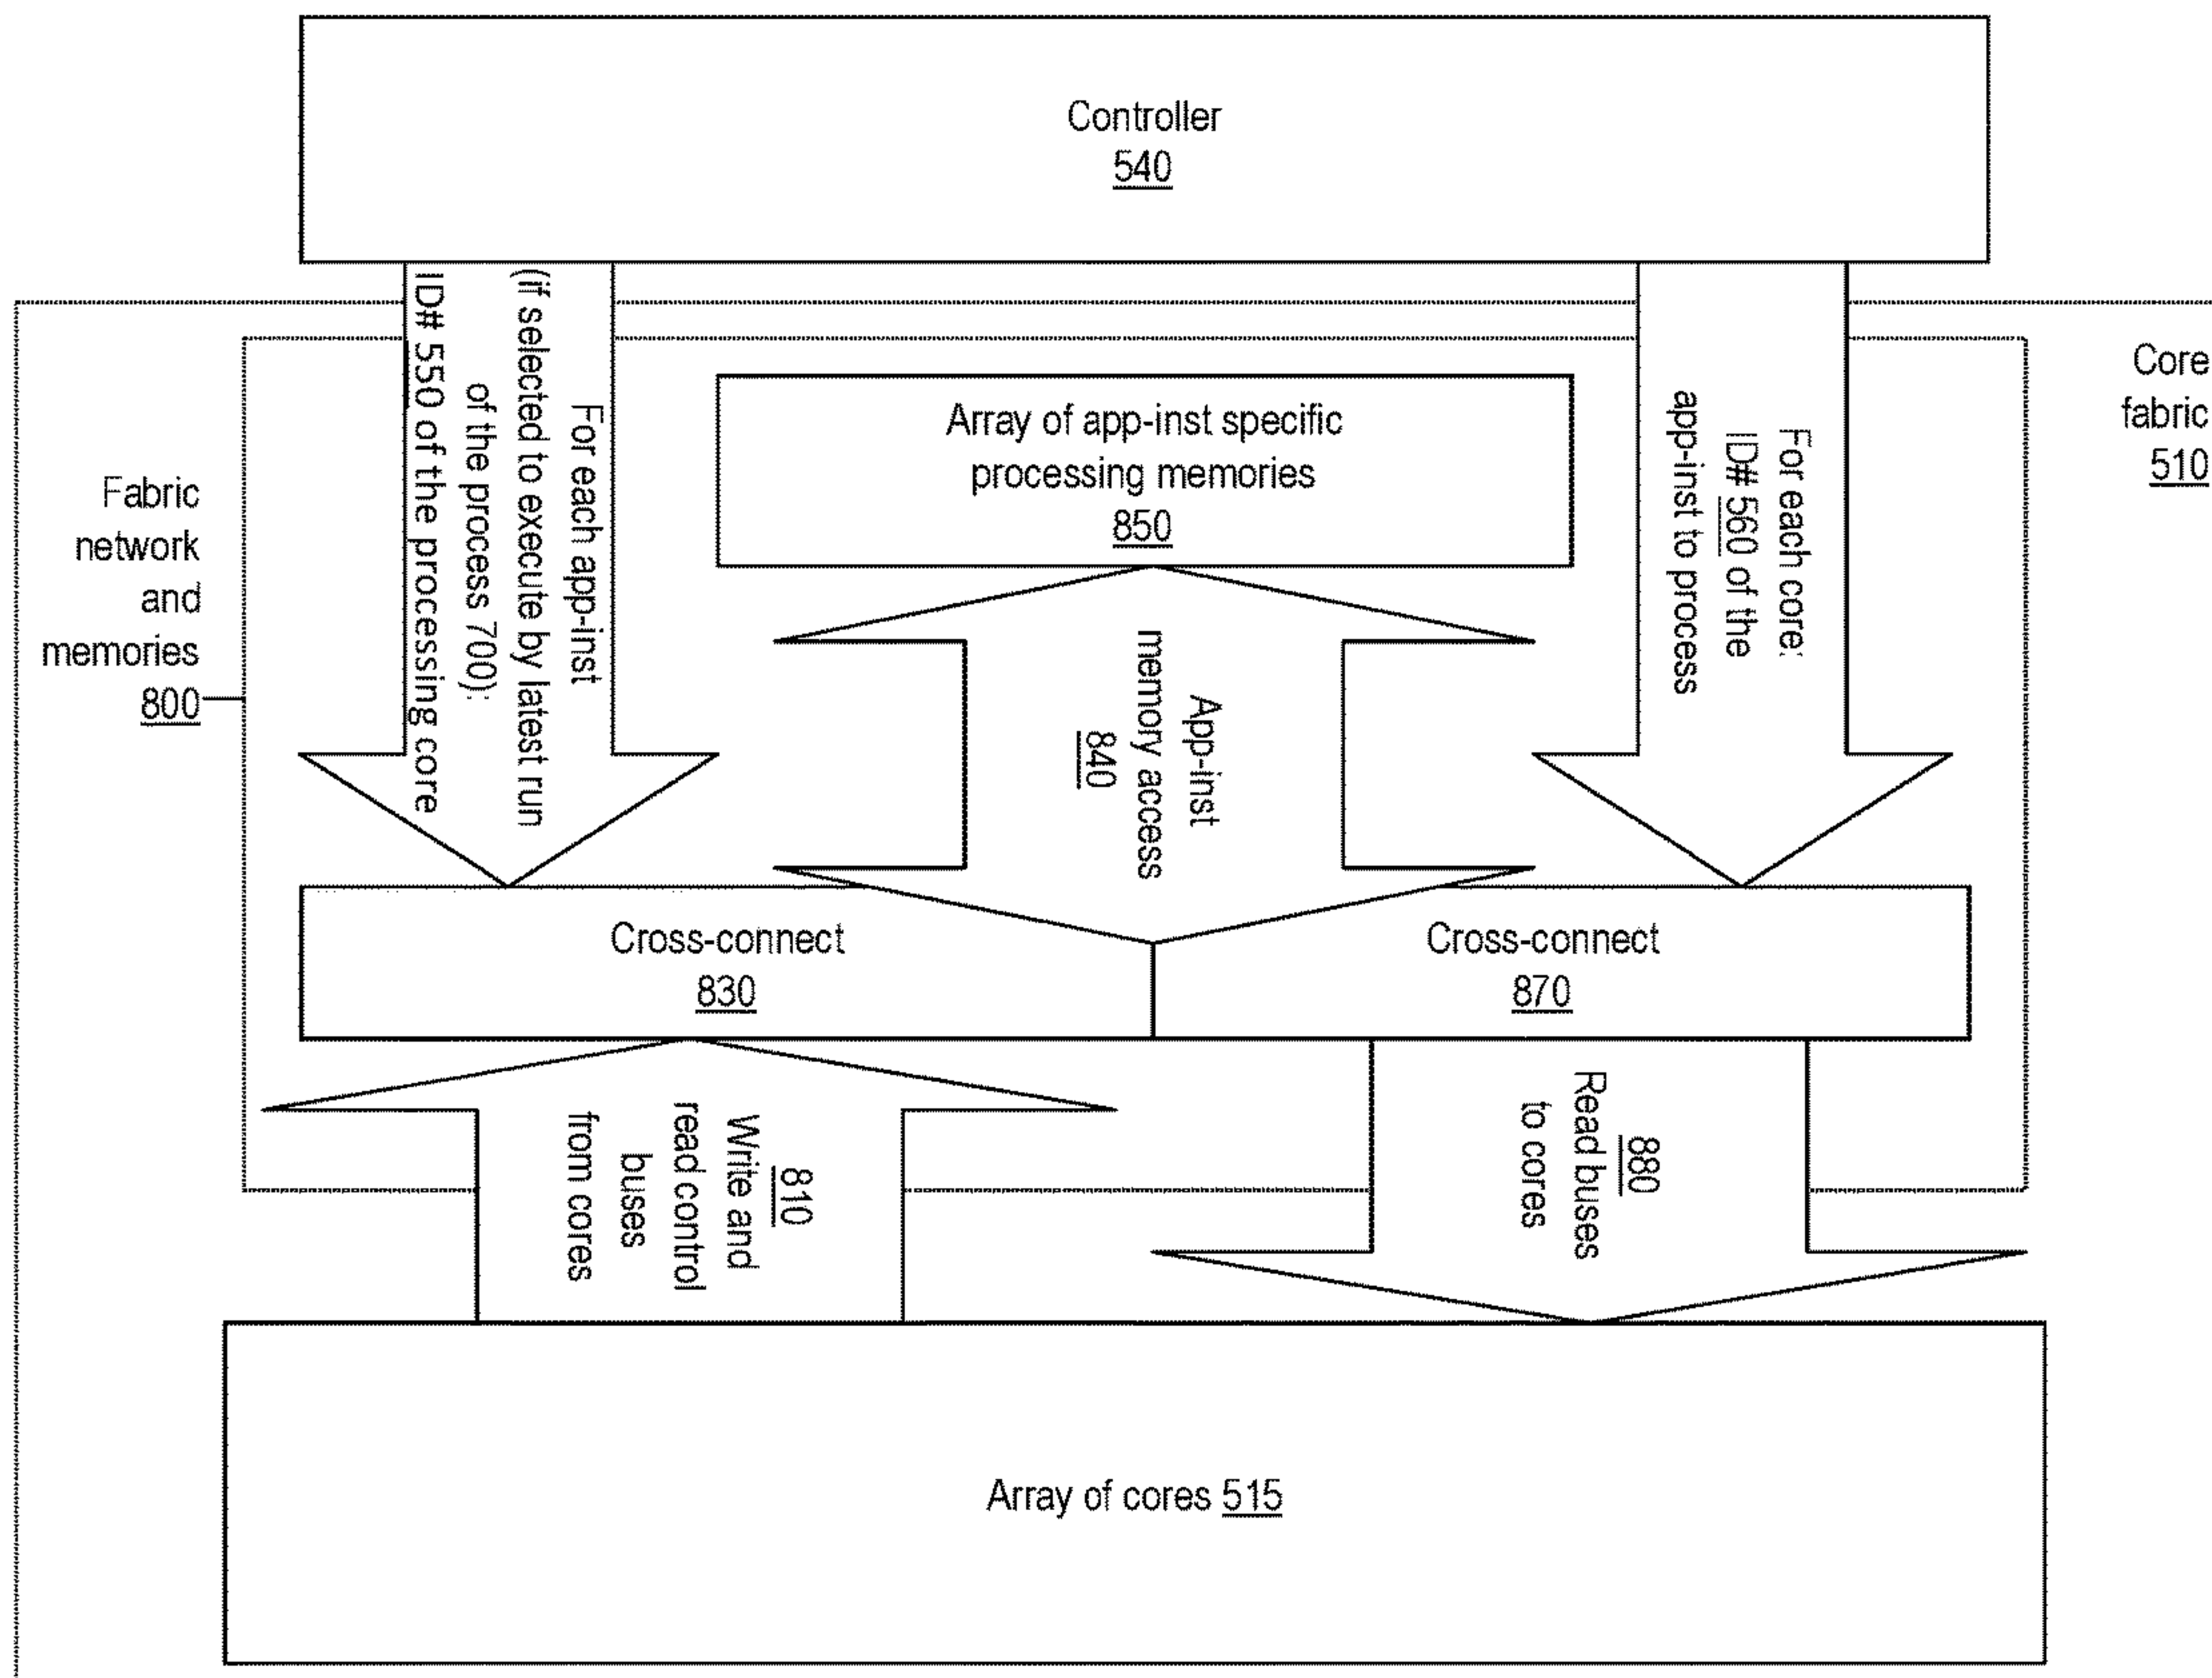 Controller
540
For each app-inst
(if selected to execute by latest run
of the process 700):
ID# 550 of the processing core
For each core:
ID# 560 of the
app-inst to process
Core
fabric
510
Array of app-inst specific
processing memories
850
Fabric
network
and
memories
800
App-inst
memory access
840
Cross-connect
830
Cross-connect
870
810
Write and
read control
buses
from cores
880
Read buses
to cores
Array of cores 515